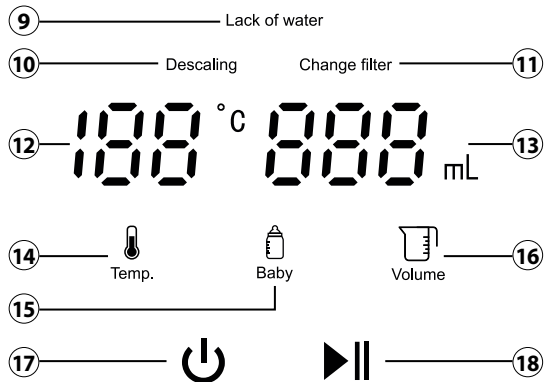 9 Lack of water
10 Descaling Change filter 11
12 188 °C 888 mL 13
14 Temp. Baby Volume 16
15
17 18